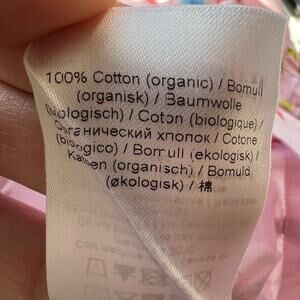 100% Cotton (organic) / Bomull
(organisk) / Baumwolle
(biologisch) / Coton (biologique) /
Органический хлопок / Cotone
(biologico) / Bomull (ekologisk) /
Katoen (organisch) / Bomuld
(økologisk) / 棉